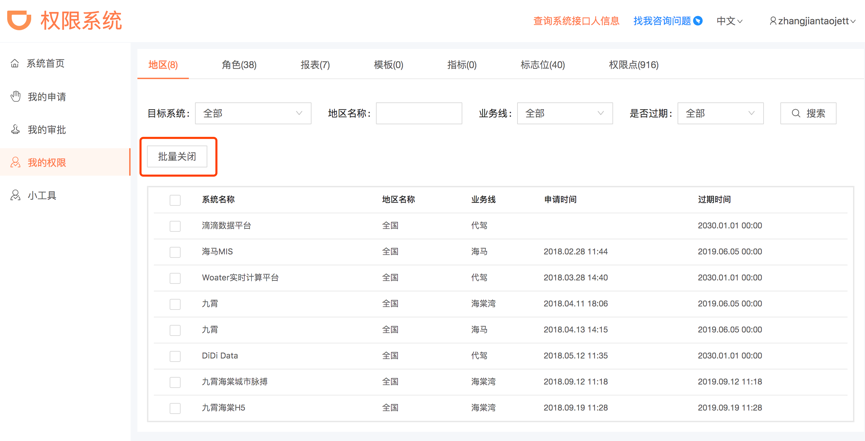 权限系统
查询系统接口人信息 找我咨询问题 中文 zhangjiantaojett
系统首页
我的申请
我的审批
我的权限
小工具
地区(8) 角色(38) 报表(7) 模板(0) 指标(0) 标志位(40) 权限点(916)
目标系统: 全部 地区名称: 业务线: 全部 是否过期: 全部 搜索
批量关闭
系统名称 地区名称 业务线 申请时间 过期时间
滴滴数据平台 全国 代驾 2030.01.01 00:00
海马MIS 全国 海马 2018.02.28 11:44 2019.06.05 00:00
Woater实时计算平台 全国 代驾 2018.03.28 14:40 2030.01.01 00:00
九霄 全国 海棠湾 2018.04.11 18:06 2019.06.05 00:00
九霄 全国 海马 2018.04.13 14:15 2019.06.05 00:00
DiDi Data 全国 代驾 2018.05.12 11:35 2030.01.01 00:00
九霄海棠城市脉搏 全国 海棠湾 2018.09.12 11:18 2019.09.12 11:18
九霄海棠H5 全国 海棠湾 2018.09.19 11:28 2019.09.19 11:28